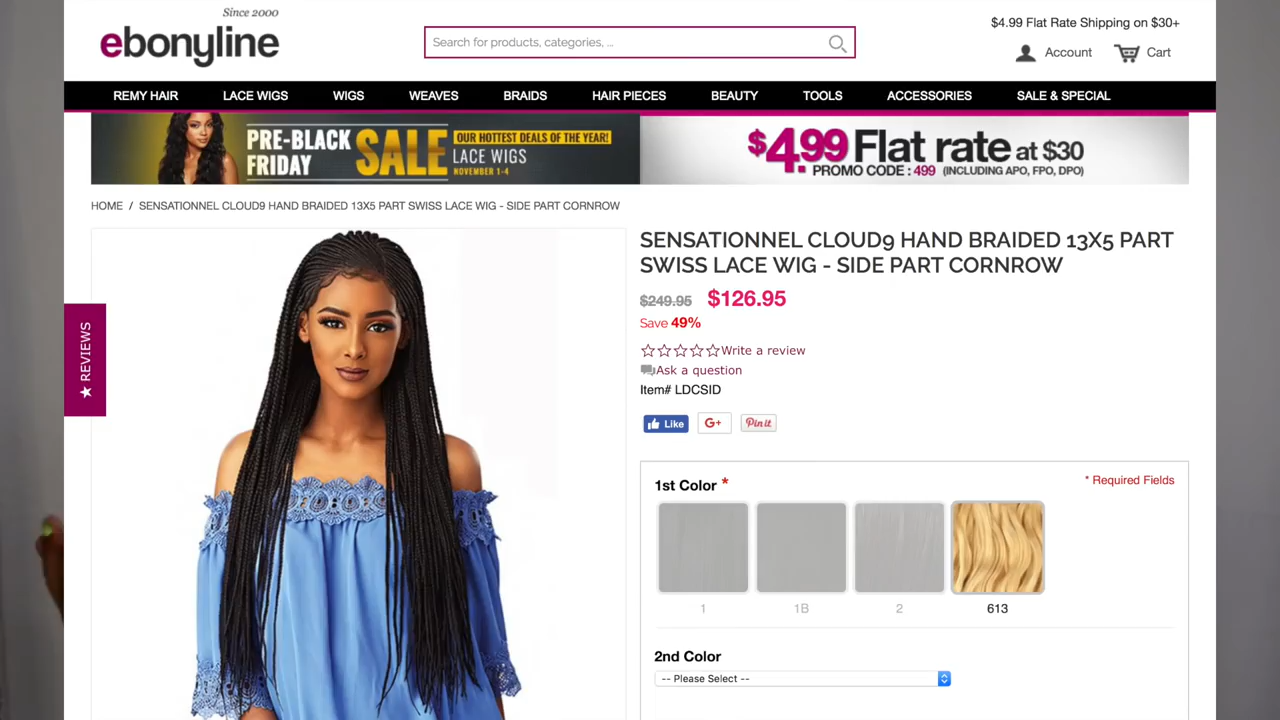 Since 2000
ebonyline
Search for products, categories, ...
$4.99 Flat Rate Shipping on $30+
Account
Cart
REMY HAIR LACE WIGS WIGS WEAVES BRAIDS HAIR PIECES BEAUTY TOOLS ACCESSORIES SALE & SPECIAL
PRE-BLACK
FRIDAY
SALE
OUR HOTTEST DEALS OF THE YEAR!
LACE WIGS
NOVEMBER 1-4
$4.99 Flat rate at $30
PROMO CODE : 499 (INCLUDING APO, FPO, DPO)
HOME / SENSATIONNEL CLOUD9 HAND BRAIDED 13X5 PART SWISS LACE WIG - SIDE PART CORNROW
★ REVIEWS
SENSATIONNEL CLOUD9 HAND BRAIDED 13X5 PART
SWISS LACE WIG - SIDE PART CORNROW
$249.95 $126.95
Save 49%
Write a review
Ask a question
Item# LDCSID
Like
G+
Pin it
1st Color *
* Required Fields
1 1B 2 613
2nd Color
-- Please Select --